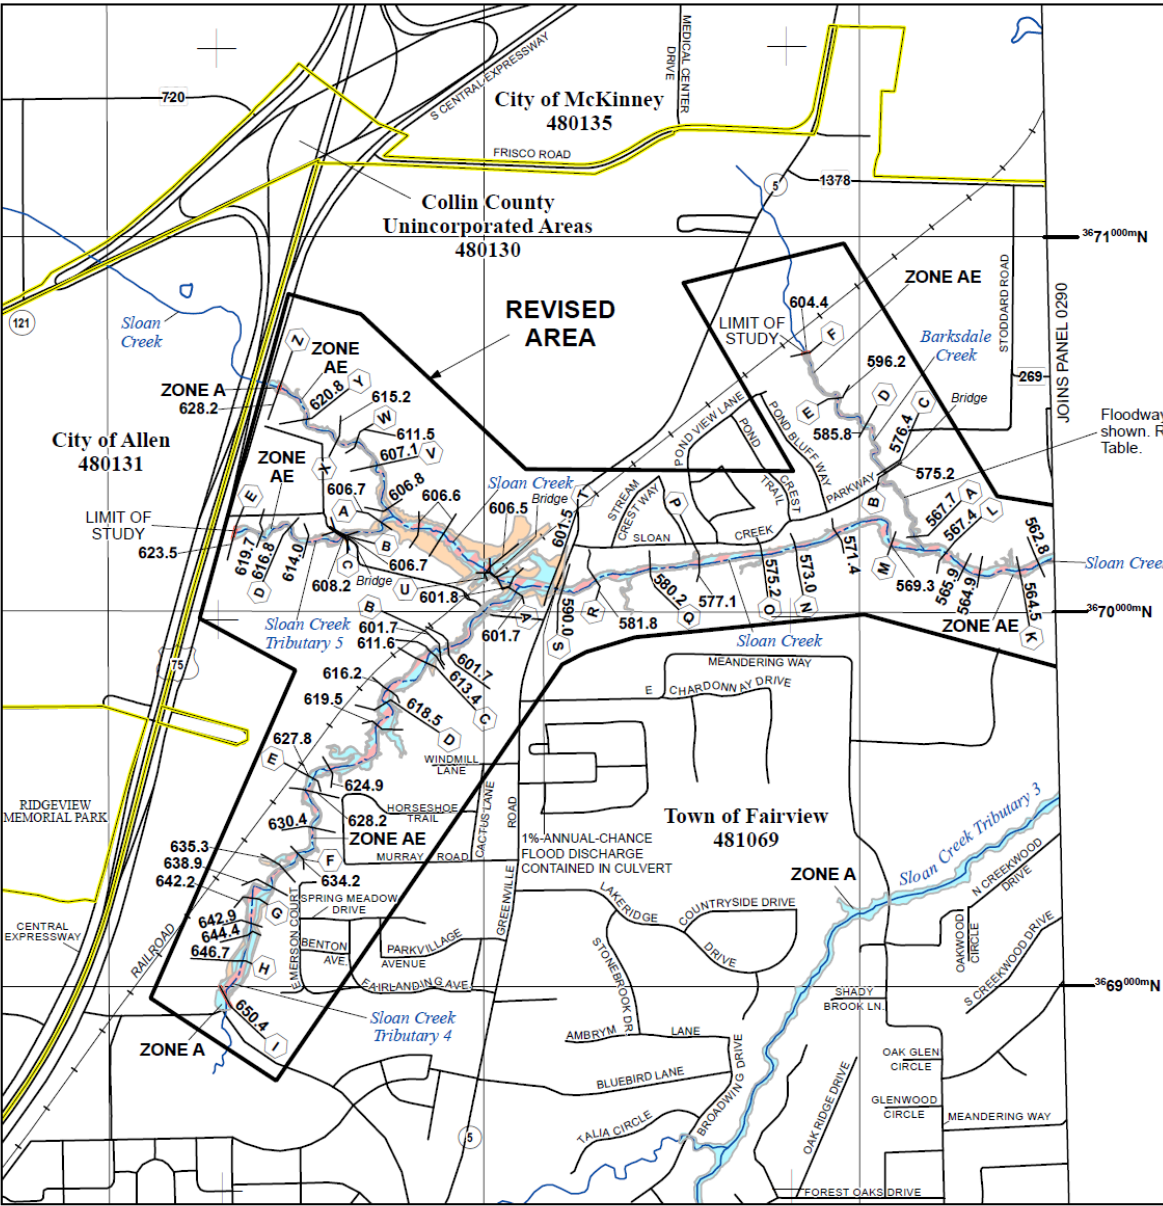 MEDICAL CENTER
DRIVE
S CENTRAL EXPRESSWAY
City of McKinney
480135
720
FRISCO ROAD
5
1378
Collin County
Unincorporated Areas
480130
3671000mN
STODDARD ROAD
JOINS PANEL 0290
121
Sloan
Creek
REVISED
AREA
ZONE AE
604.4
LIMIT OF
STUDY
F
Barksdale
Creek
596.2
269
Bridge
Z
ZONE
AE
ZONE A
628.2
620.8
Y
615.2
W
611.5
607.1
V
City of Allen
480131
ZONE
AE
X
E
D
C
585.8
576.4
575.2
POND VIEW LANE
POND
TRAIL
POND BLUFF WAY
CREST
PARKWAY
Floodway
shown. R
Table.
E
LIMIT OF
STUDY
623.5
619.7
616.8
614.0
D
606.7
A
606.8
606.6
Sloan Creek
Bridge
606.5
T
601.5
STREAM
CREST WAY
P
SLOAN
CREEK
B
567.7
A
567.4
L
562.8
Sloan Cree
608.2
C
Bridge
B
606.7
U
601.8
A
601.7
590.0
S
R
581.8
580.2
Q
577.1
575.2
O
573.0
N
571.4
M
569.3
565.9
564.9
564.5
K
ZONE AE
3670000mN
Sloan Creek
Sloan Creek
Tributary 5
B
601.7
611.6
601.7
613.4
C
616.2
619.5
618.5
D
75
MEANDERING WAY
E CHARDONNAY DRIVE
627.8
E
624.9
WINDMILL
LANE
HORSESHOE
TRAIL
CACTUS LANE
ROAD
GREENVILLE
630.4
628.2
ZONE AE
MURRAY ROAD
RIDGEVIEW
MEMORIAL PARK
Town of Fairview
481069
1%-ANNUAL-CHANCE
FLOOD DISCHARGE
CONTAINED IN CULVERT
Sloan Creek Tributary 3
ZONE A
N CREEKWOOD
DRIVE
635.3
638.9
642.2
F
634.2
G
642.9
644.4
646.7
H
EMERSON COURT
SPRING MEADOW
DRIVE
BENTON
AVE.
PARKVILLAGE
AVENUE
FAIRLANDING AVE.
CENTRAL
EXPRESSWAY
RAILROAD
LAKERIDGE
DRIVE
COUNTRYSIDE DRIVE
STONEBROOK DR
OAKWOOD
CIRCLE
S CREEKWOOD DRIVE
3669000mN
SHADY
BROOK LN.
650.4
I
Sloan Creek
Tributary 4
ZONE A
AMBRYM LANE
BLUEBIRD LANE
BROADWING DRIVE
OAK GLEN
CIRCLE
GLENWOOD
CIRCLE
MEANDERING WAY
OAK RIDGE DRIVE
TALIA CIRCLE
5
FOREST OAKS DRIVE